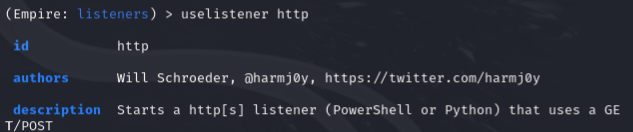 (Empire: listeners) > uselistener http
id http
authors Will Schroeder, @harmj0y, https://twitter.com/harmj0y
description Starts a http[s] listener (PowerShell or Python) that uses a GE
T/POST